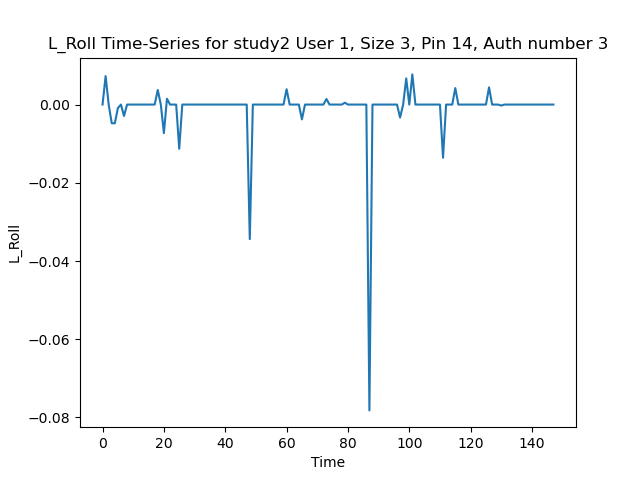 L_Roll Time-Series for study2 User 1, Size 3, Pin 14, Auth number 3
0.00
−0.02
−0.04
−0.06
−0.08
L_Roll
0 20 40 60 80 100 120 140
Time